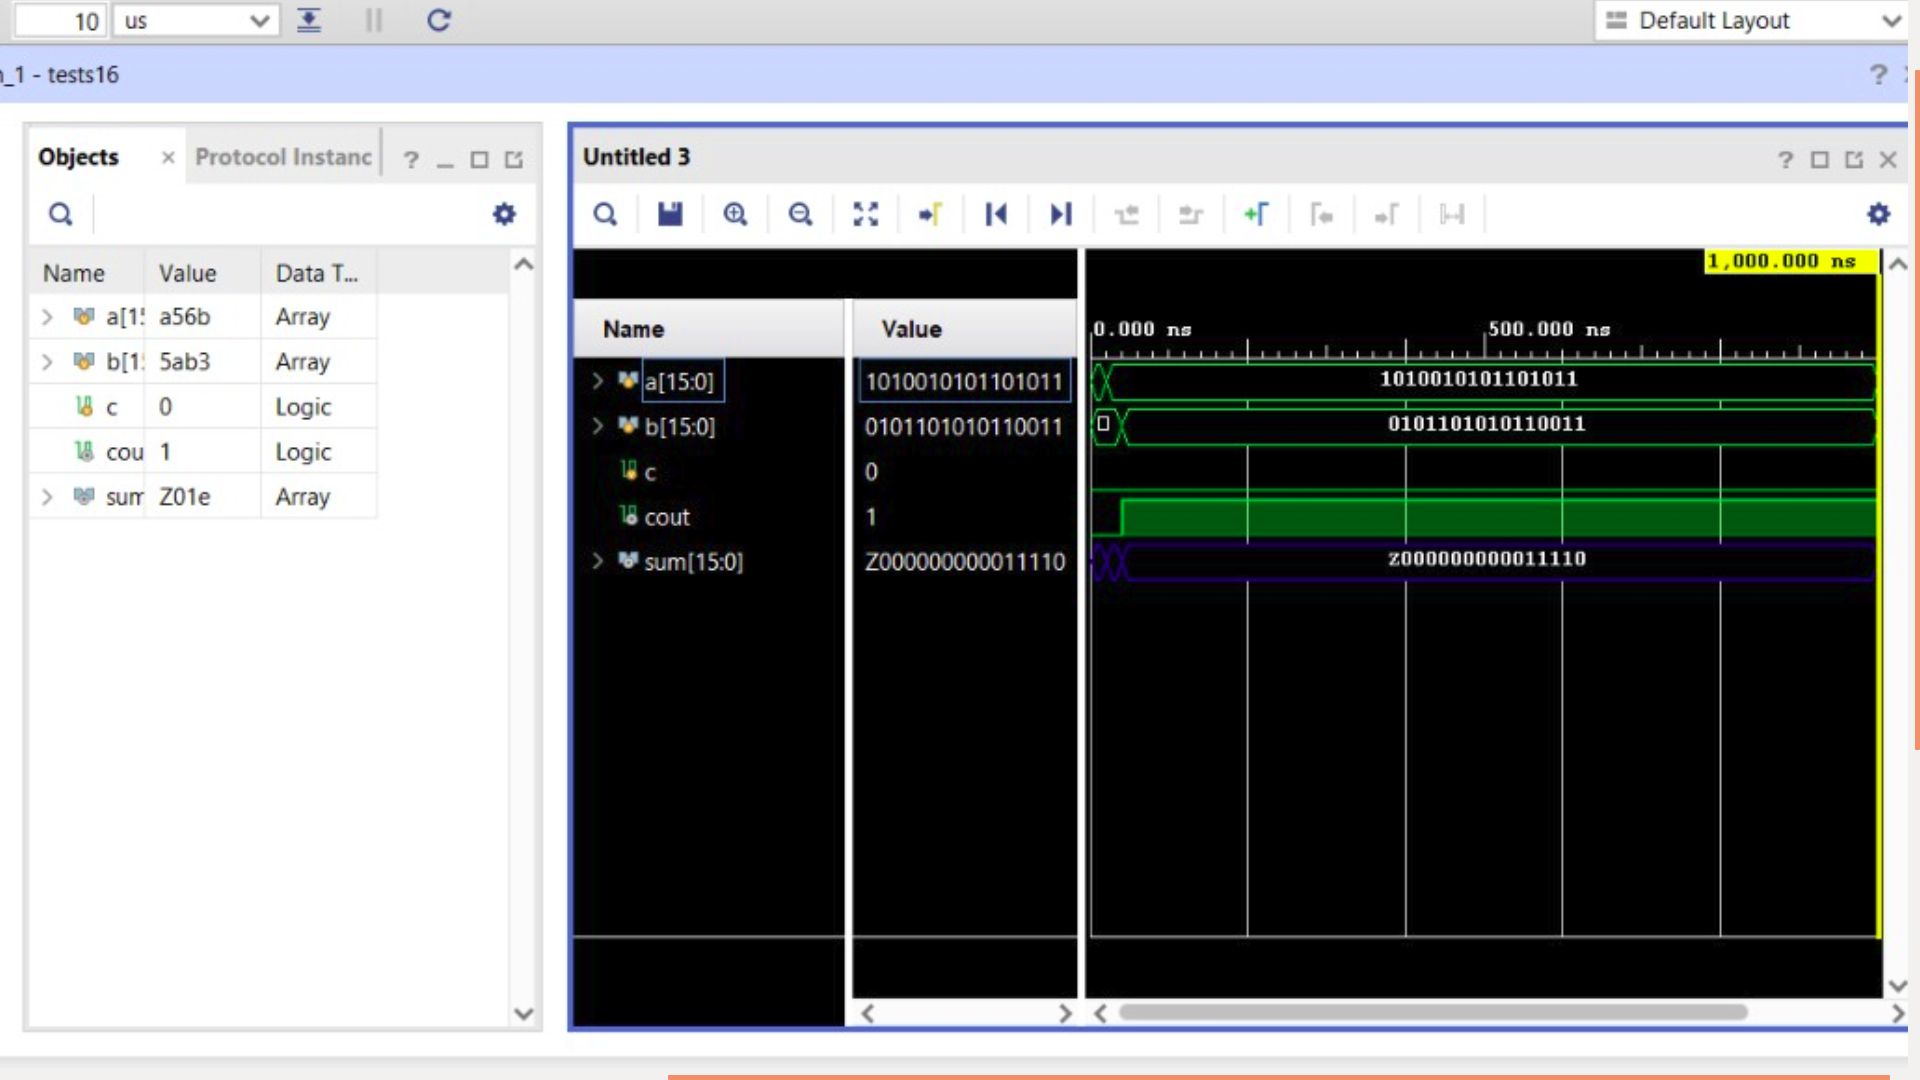 10 us Default Layout
_1 - tests16 ?
Objects × Protocol Instanc ?
Name Value Data T...
a[1 a56b Array
b[1 5ab3 Array
c 0 Logic
cou 1 Logic
sum Z01e Array
Untitled 3 ?
1,000.000 ns
Name Value 0.000 ns 500.000 ns
a[15:0] 1010010101101011 1010010101101011
b[15:0] 0101101010110011 0101101010110011
c 0
cout 1
sum[15:0] Z000000000011110 Z000000000011110